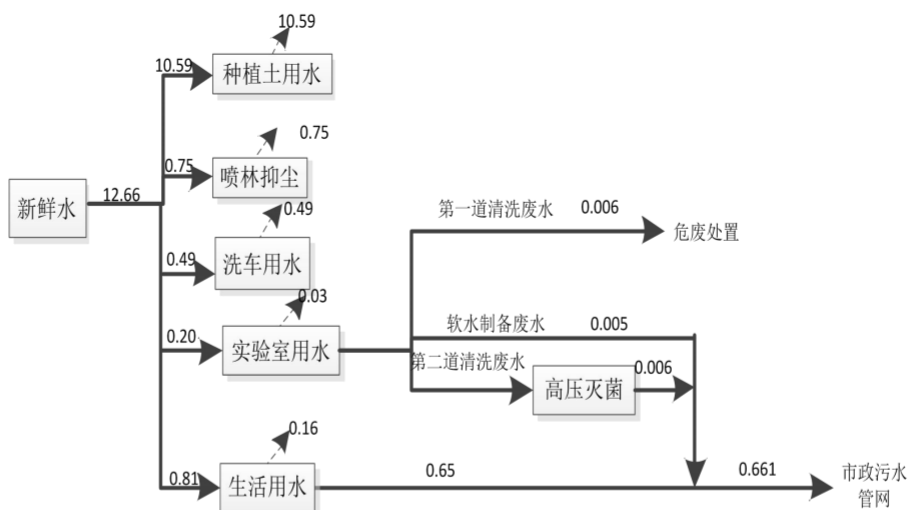 10.59
10.59
种植土用水
0.75
0.75
喷林抑尘
新鲜水
12.66
0.49
0.49
洗车用水
第一道清洗废水 0.006
危废处置
0.03
0.20
实验室用水
软水制备废水 0.005
第二道清洗废水
高压灭菌
0.006
0.16
0.81
生活用水
0.65
0.661
市政污水
管网